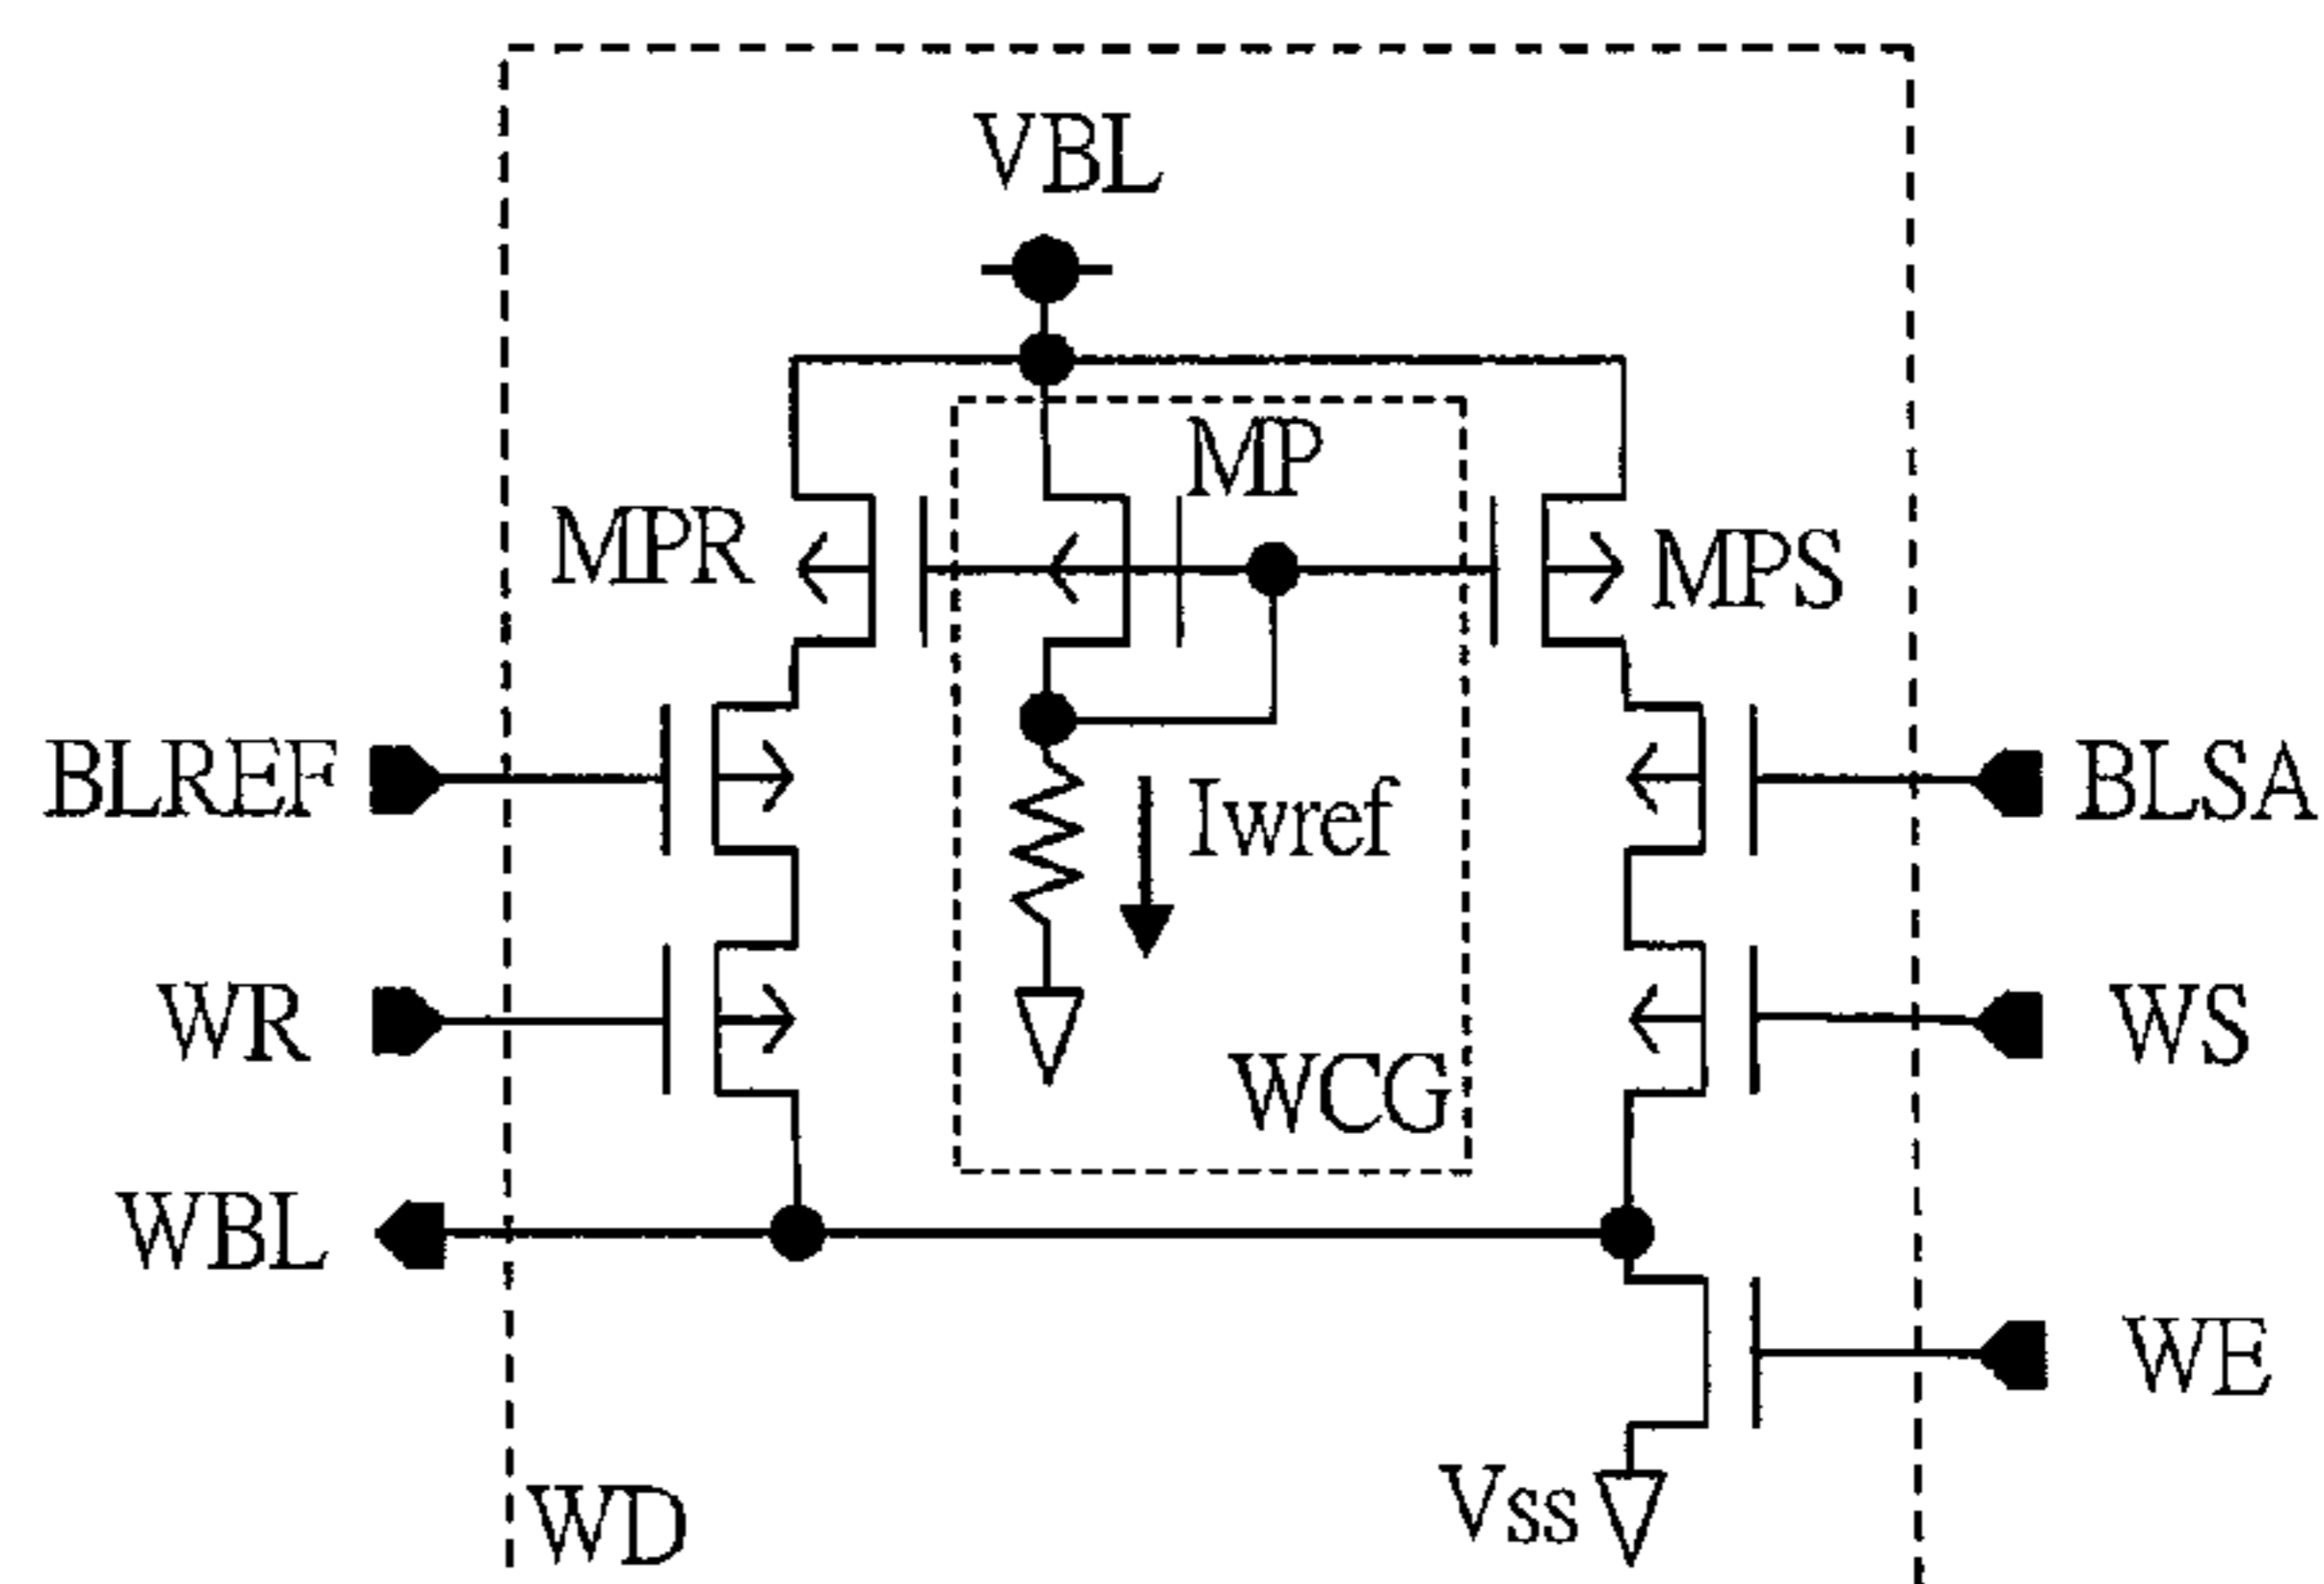 VBL
MP
MPR
MPS
BLREF
Iwref
BLSA
WR
WS
WCG
WBL
WE
Vss
WD